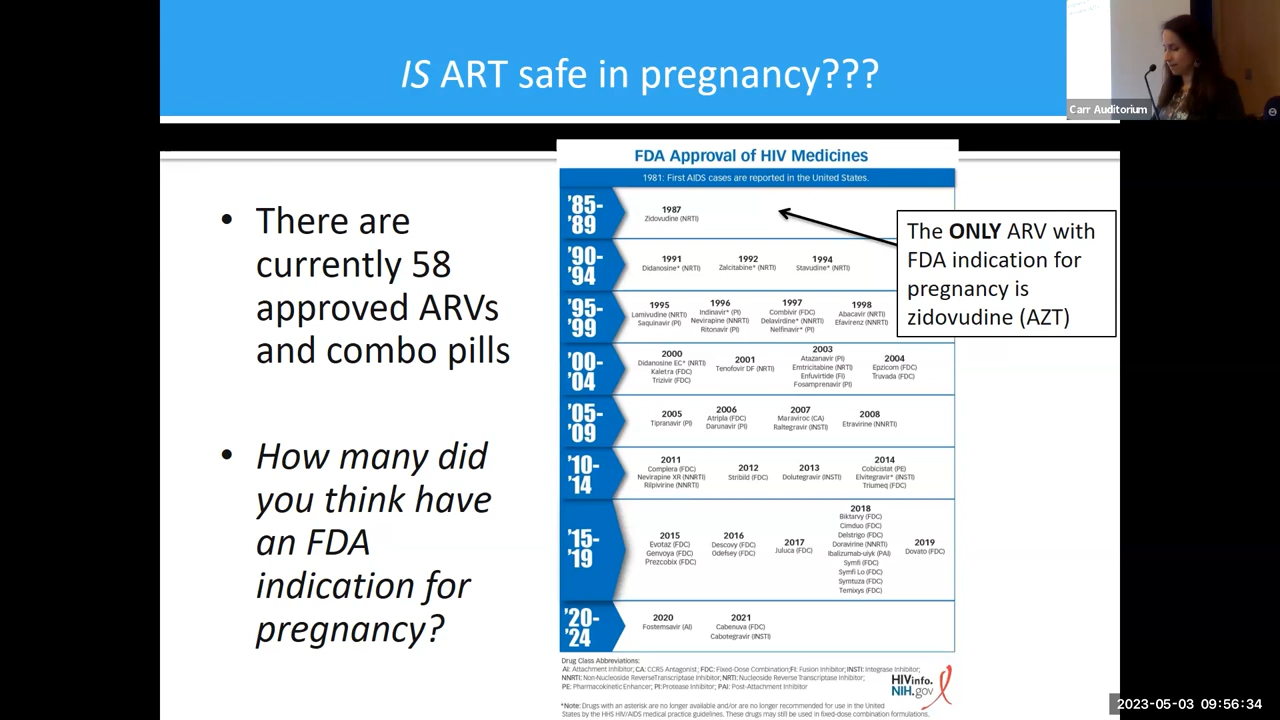 IS ART safe in pregnancy???
Carr Auditorium
• There are
currently 58
approved ARVs
and combo pills
• How many did
you think have
an FDA
indication for
pregnancy?
FDA Approval of HIV Medicines
1981: First AIDS cases are reported in the United States.
'85-
'89
1987
Zidovudine (NRTI)
The ONLY ARV with
FDA indication for
pregnancy is
zidovudine (AZT)
'90-
'94
1991
Didanosine* (NRTI)
1992
Zalcitabine* (NRTI)
1994
Stavudine* (NRTI)
'95-
'99
1995
Lamivudine (NRTI)
Saquinavir (PI)
1996
Indinavir* (PI)
Nevirapine (NNRTI)
Ritonavir (PI)
1997
Combivir (FDC)
Delavirdine* (NNRTI)
Nelfinavir* (PI)
1998
Abacavir (NRTI)
Efavirenz (NNRTI)
'00-
'04
2000
Didanosine EC* (NRTI)
Kaletra (FDC)
Trizivir (FDC)
2001
Tenofovir DF (NRTI)
2003
Atazanavir (PI)
Emtricitabine (NRTI)
Enfuvirtide (FI)
Fosamprenavir (PI)
2004
Epzicom (FDC)
Truvada (FDC)
'05-
'09
2005
Tipranavir (PI)
2006
Atripla (FDC)
Darunavir (PI)
2007
Maraviroc (CA)
Raltegravir (INSTI)
2008
Etravirine (NNRTI)
'10-
'14
2011
Complera (FDC)
Nevirapine XR (NNRTI)
Rilpivirine (NNRTI)
2012
Stribild (FDC)
2013
Dolutegravir (INSTI)
2014
Cobicistat (PE)
Elvitegravir* (INSTI)
Triumeq (FDC)
'15-
'19
2015
Evotaz (FDC)
Genvoya (FDC)
Prezcobix (FDC)
2016
Descovy (FDC)
Odefsey (FDC)
2017
Juluca (FDC)
2018
Biktarvy (FDC)
Cimduo (FDC)
Delstrigo (FDC)
Doravirine (NNRTI)
Ibalizumab-uiyk (PAI)
Symfi (FDC)
Symfi Lo (FDC)
Symtuza (FDC)
Temixys (FDC)
2019
Dovato (FDC)
'20-
'24
2020
Fostemsavir (AI)
2021
Cabenuva (FDC)
Cabotegravir (INSTI)
Drug Class Abbreviations:
AI: Attachment Inhibitor; CA: CCR5 Antagonist; FDC: Fixed-Dose Combination; FI: Fusion Inhibitor; INSTI: Integrase Inhibitor;
NNRTI: Non-Nucleoside Reverse Transcriptase Inhibitor; NRTI: Nucleoside Reverse Transcriptase Inhibitor;
PE: Pharmacokinetic Enhancer; PI: Protease Inhibitor; PAI: Post-Attachment Inhibitor
HIVinfo.
NIH.gov
*Note: Drugs with an asterisk are no longer available and/or are no longer recommended for use in the United
States by the HHS HIV/AIDS medical practice guidelines. These drugs may still be used in fixed-dose combination formulations.
2023-05-03 09:56:34